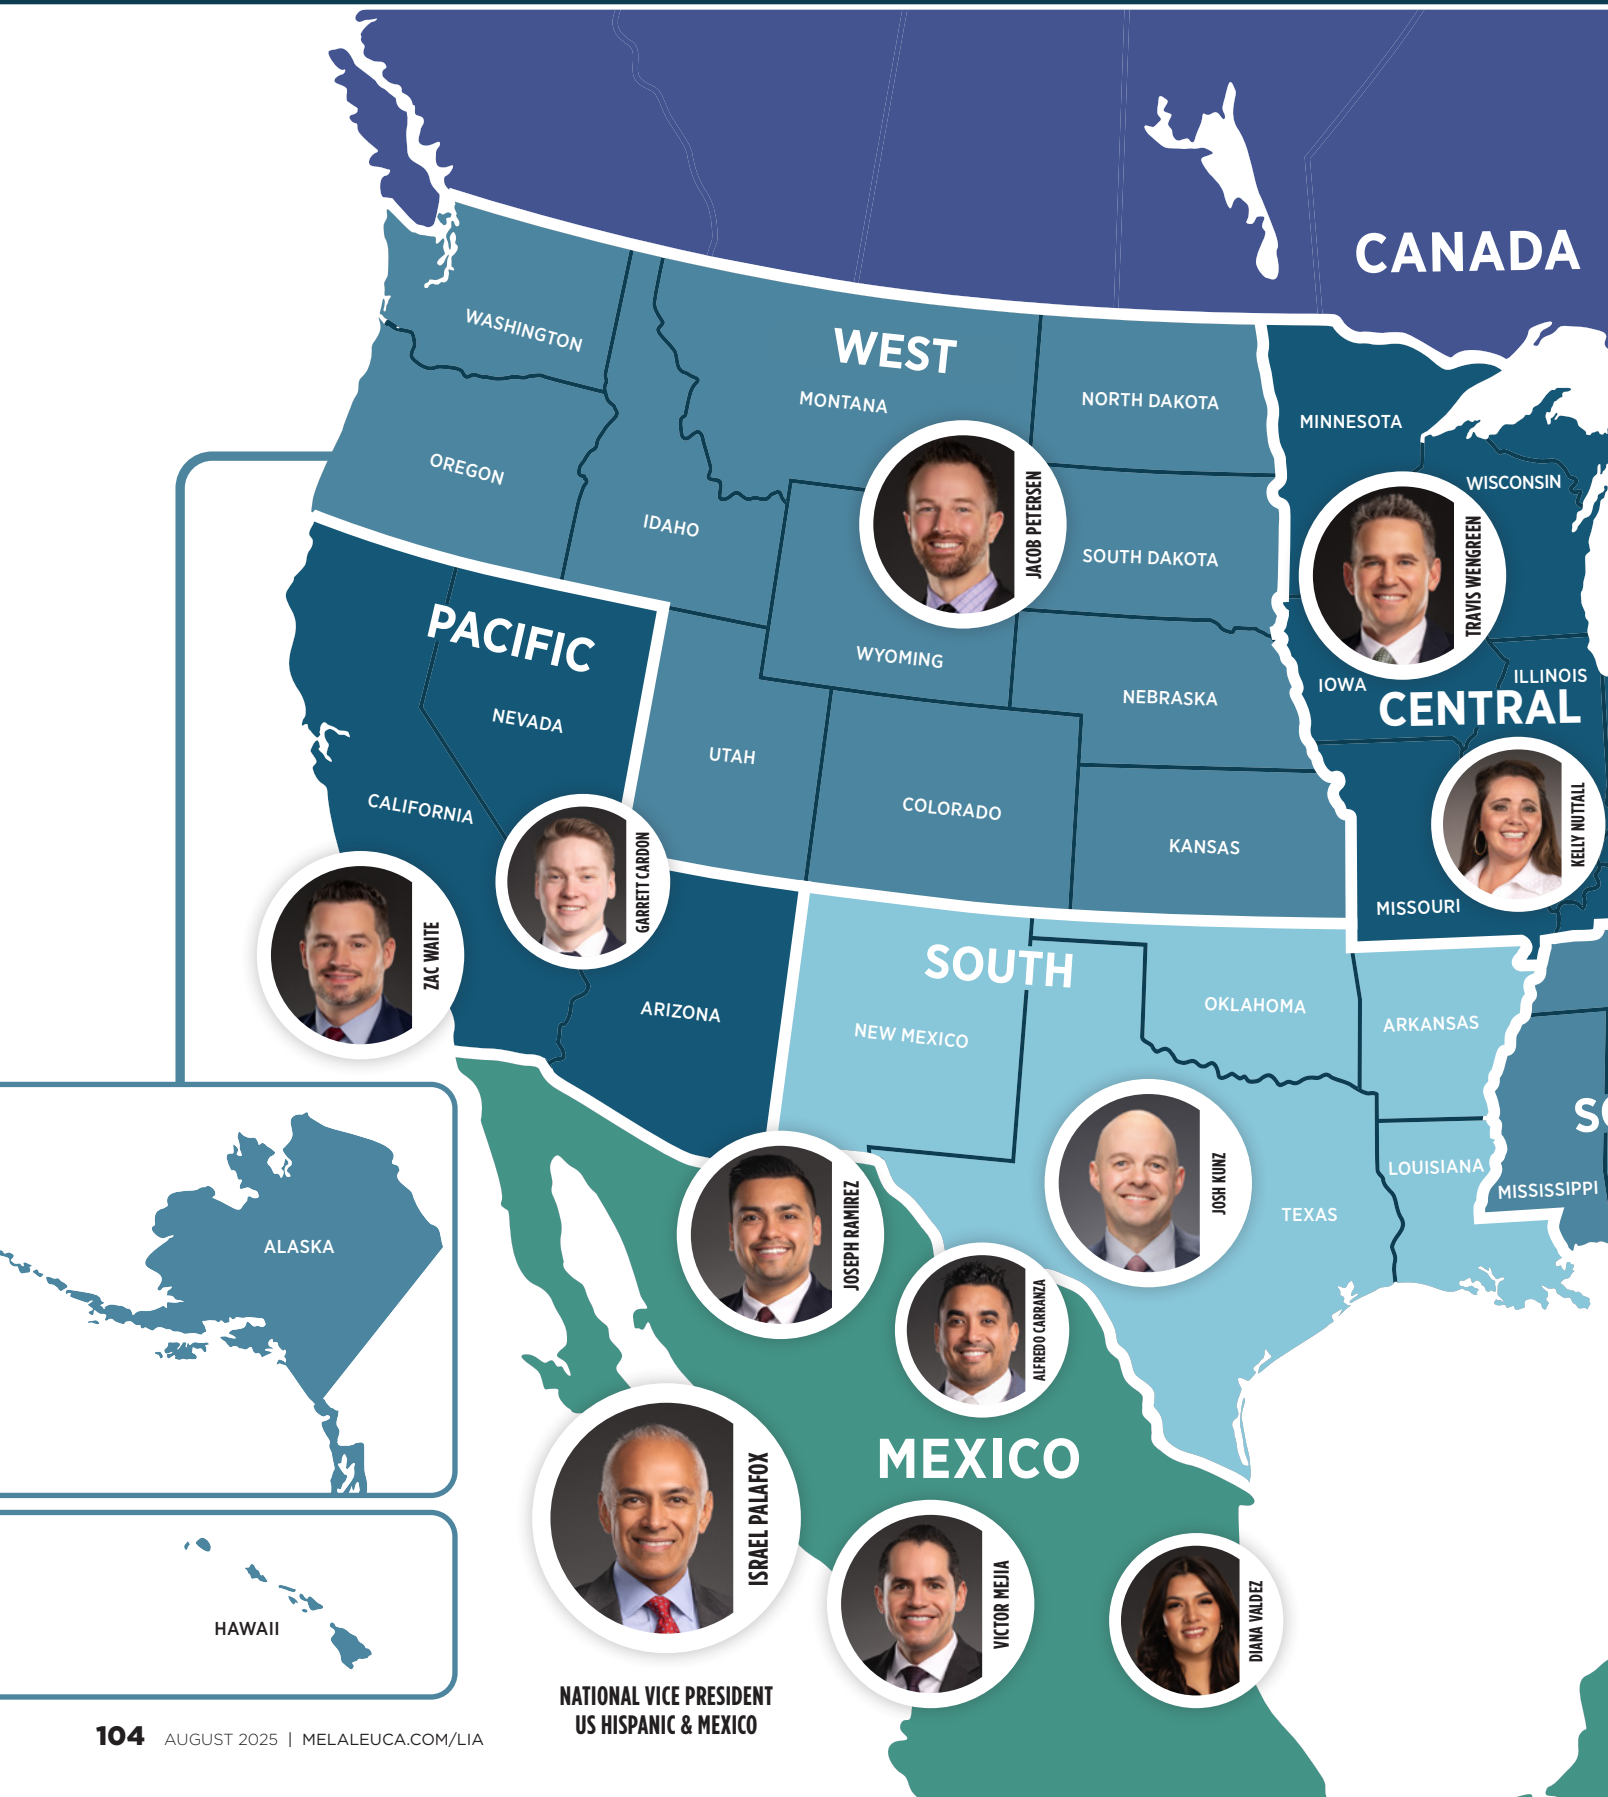 CANADA
WEST
WASHINGTON
MONTANA
NORTH DAKOTA
MINNESOTA
OREGON
IDAHO
JACOB PETERSEN
SOUTH DAKOTA
WISCONSIN
TRAVIS WENGREEN
PACIFIC
WYOMING
NEBRASKA
IOWA
ILLINOIS
CENTRAL
NEVADA
UTAH
CALIFORNIA
COLORADO
KANSAS
KELLY NUTTALL
GARRETT CARDON
MISSOURI
ZAC WAITE
SOUTH
ARIZONA
NEW MEXICO
OKLAHOMA
ARKANSAS
LOUISIANA
MISSISSIPPI
JOSH KUNZ
TEXAS
JOSEPH RAMIREZ
ALASKA
ALFREDO CARRANZA
MEXICO
ISRAEL PALAFOX
VICTOR MEJIA
DIANA VALDEZ
HAWAII
NATIONAL VICE PRESIDENT
US HISPANIC & MEXICO
104 AUGUST 2025 | MELALEUCA.COM/LIA